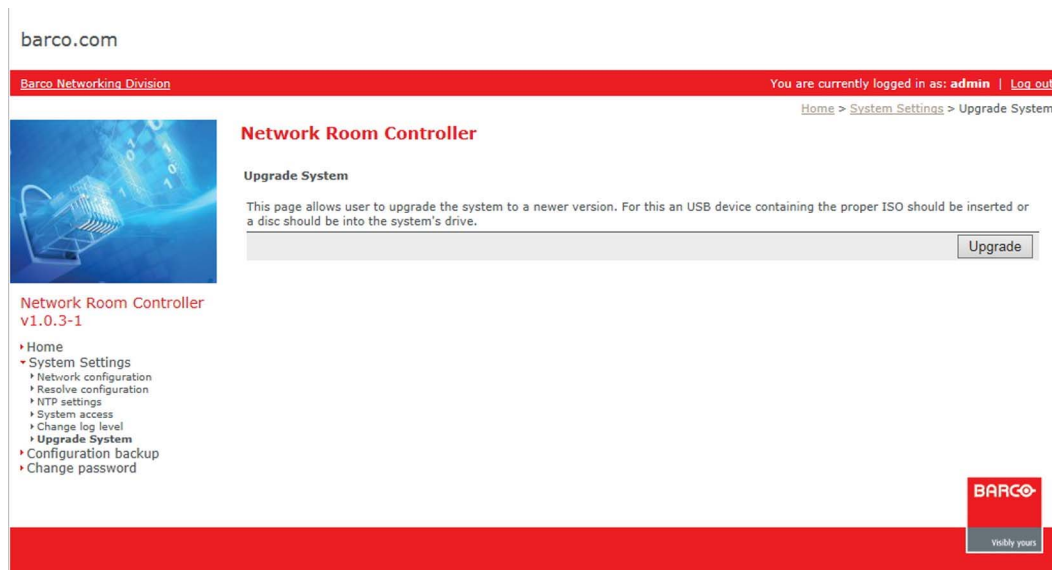 barco.com
Barco Networking Division
You are currently logged in as: admin | Log out
Home > System Settings > Upgrade System
Network Room Controller
Upgrade System
This page allows user to upgrade the system to a newer version. For this an USB device containing the proper ISO should be inserted or
a disc should be into the system's drive.
Upgrade
Network Room Controller
v1.0.3-1
Home
System Settings
Network configuration
Resolve configuration
NTP settings
System access
Change log level
Upgrade System
Configuration backup
Change password
BARCO
Visibly yours